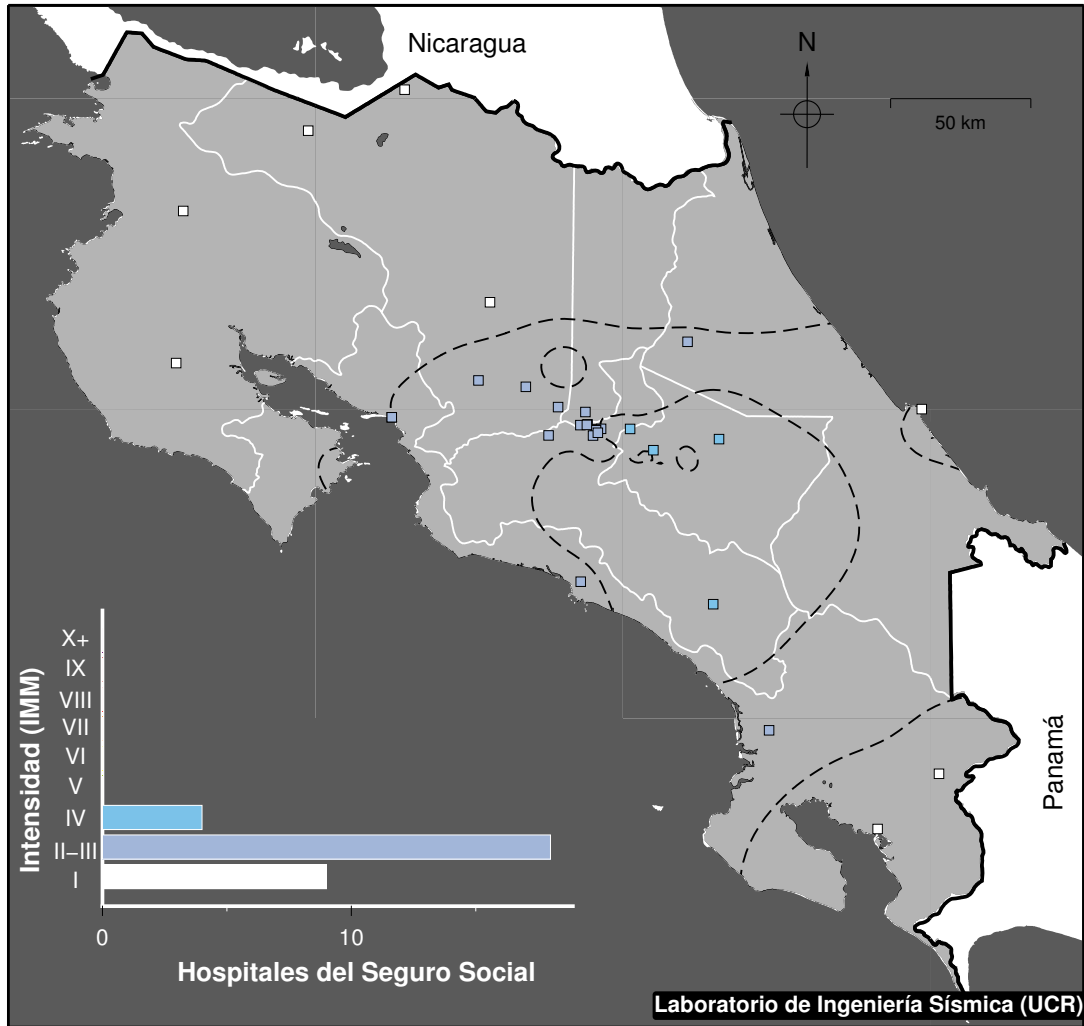 Nicaragua
N
50 km
Panamá
Intensidad (IMM)
X+
IX
VIII
VII
VI
V
IV
II−III
I
0
10
Hospitales del Seguro Social
Laboratorio de Ingeniería Sísmica (UCR)